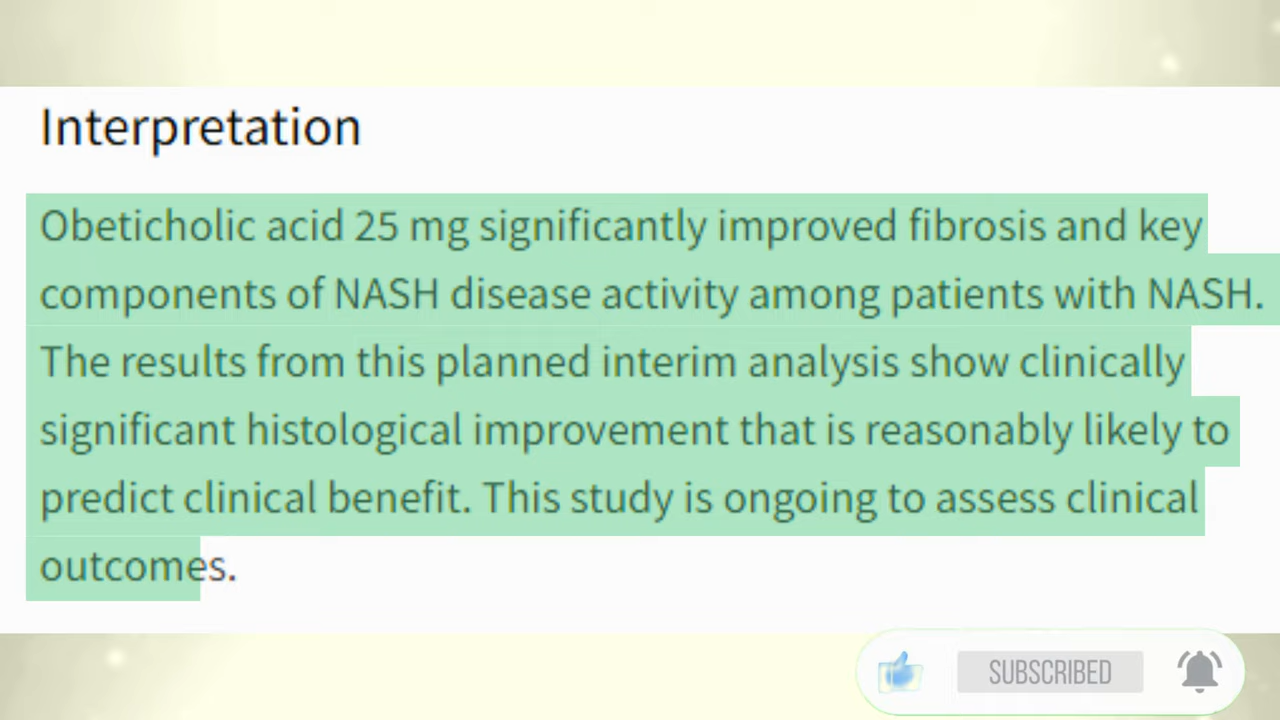 Interpretation
Obeticholic acid 25 mg significantly improved fibrosis and key
components of NASH disease activity among patients with NASH.
The results from this planned interim analysis show clinically
significant histological improvement that is reasonably likely to
predict clinical benefit. This study is ongoing to assess clinical
outcomes.
SUBSCRIBED